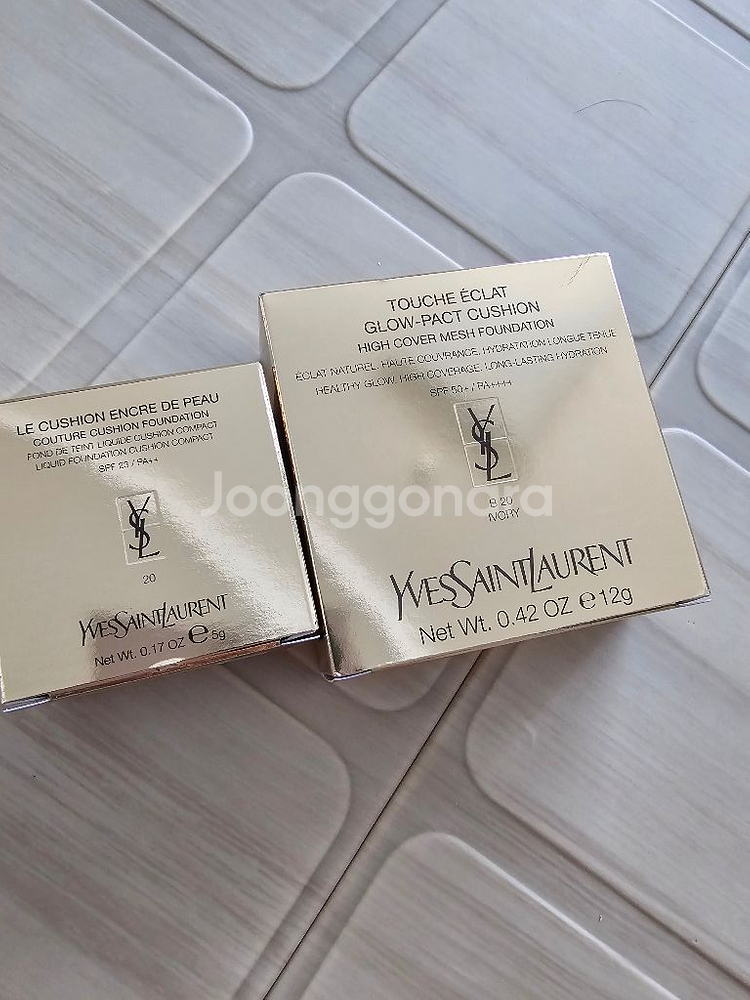 LE CUSHION ENCRE DE PEAU
COUTURE CUSHION FOUNDATION
FOND DE TEINT LIQUIDE CUSHION COMPACT
LIQUID FOUNDATION CUSHION COMPACT
SPF 23 / PA++
YSL
20
YVESSAINTLAURENT
Net Wt. 0.17 OZ ℮ 5g
TOUCHE ÉCLAT
GLOW-PACT CUSHION
HIGH COVER MESH FOUNDATION
ÉCLAT NATUREL, HAUTE COUVRANCE, HYDRATATION LONGUE TENUE
HEALTHY GLOW, HIGH COVERAGE, LONG-LASTING HYDRATION
SPF 50+ / PA++++
YSL
B 20
IVORY
YVESSAINTLAURENT
Net Wt. 0.42 OZ ℮ 12g
Joonggonara